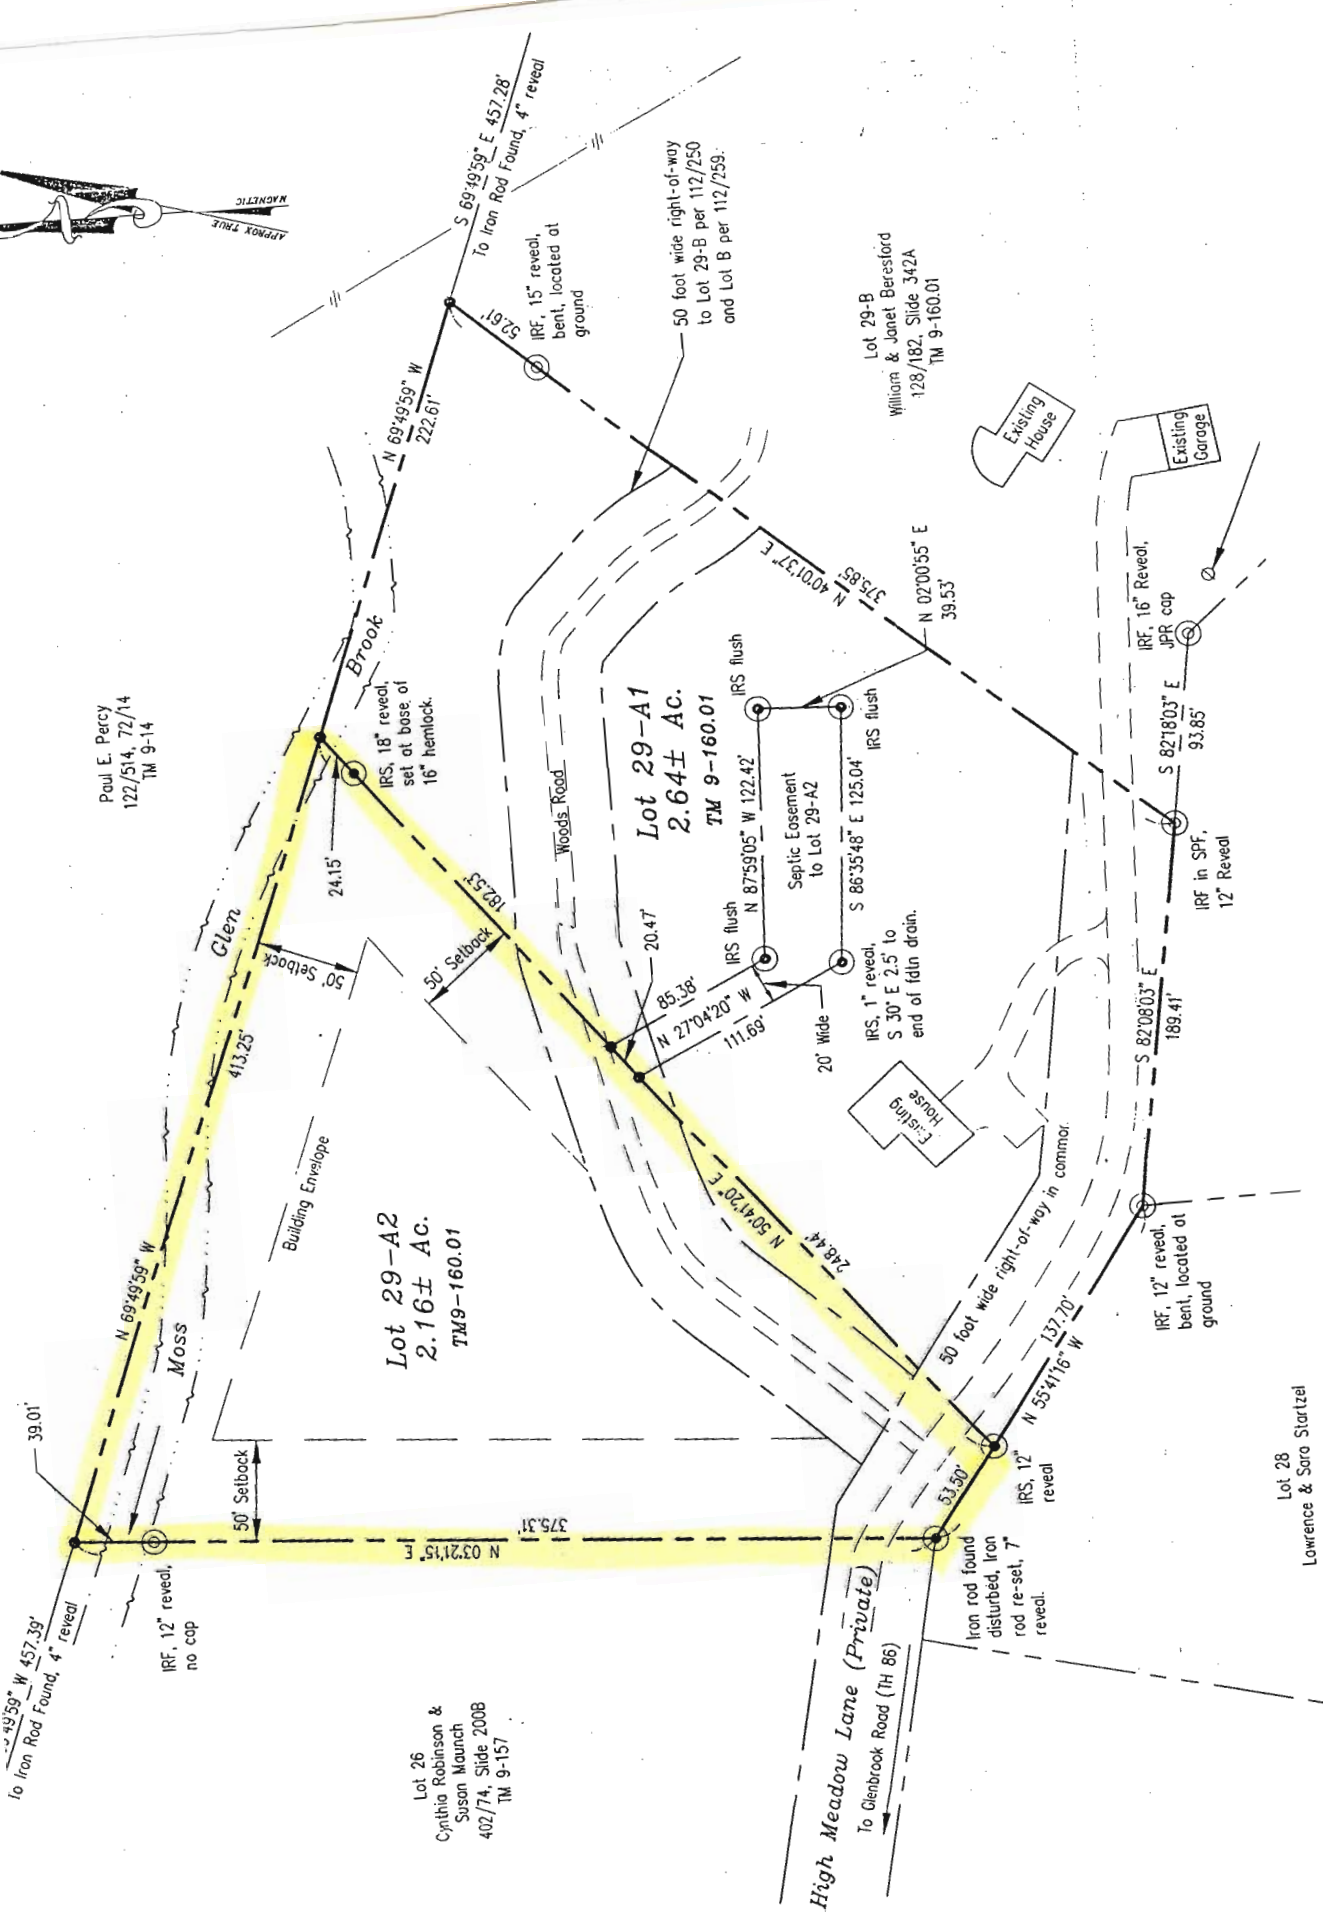 MAGNETIC
APPROX TRUE
S 69°49'59" E 457.28'
To Iron Rod Found, 4" reveal
52.61'
IRF, 15" reveal,
bent, located at
ground
50 foot wide right-of-way
to Lot 29-B per 112/250
and Lot B per 112/259.
N 69°49'59" W
222.61'
Lot 29-B
William & Janet Beresford
128/182, Slide 342A
TM 9-160.01
Existing
House
Existing
Garage
Paul E. Percy
122/514, 72/14
TM 9-14
Brook
IRS, 18" reveal,
set at base of
16" hemlock.
24.15'
Glen
Moss
50' Setback
413.25'
N 69°49'59" W
39.01'
182.53'
50' Setback
Woods Road
Lot 29-A1
2.64± Ac.
TM 9-160.01
N 40°01'37" E
375.85'
N 02°00'55" E
39.53'
IRS flush
IRS flush
IRS flush
N 87°59'05" W 122.42'
Septic Easement
to Lot 29-A2
S 86°35'48" E 125.04'
IRS, 1" reveal,
S 30° E 2.5' to
end of fdtn drain.
20.47'
85.38'
N 27°04'20" W
111.69'
20' Wide
IRF, 16" Reveal,
JPR cap
S 82°18'03" E
93.85'
IRF in SPF,
12" Reveal
S 82°08'03" E
189.41'
Existing
House
Building Envelope
Lot 29-A2
2.16± Ac.
TM9-160.01
N 50°41'20" E
248.44'
50 foot wide right-of-way in common
N 55°41'16" W
137.70'
IRF, 12" reveal,
bent, located at
ground
50' Setback
N 03°21'15" E
375.31'
53.50'
IRS, 12"
reveal
Iron rod found
disturbed, Iron
rod re-set, 7"
reveal.
Lot 28
Lawrence & Sara Startzel
49'59" W 457.39'
To Iron Rod Found, 4" reveal
IRF, 12" reveal,
no cap
Lot 26
Cynthia Robinson &
Susan Maunch
402/74, Slide 200B
TM 9-157
High Meadow Lane (Private)
To Glenbrook Road (TH 86)